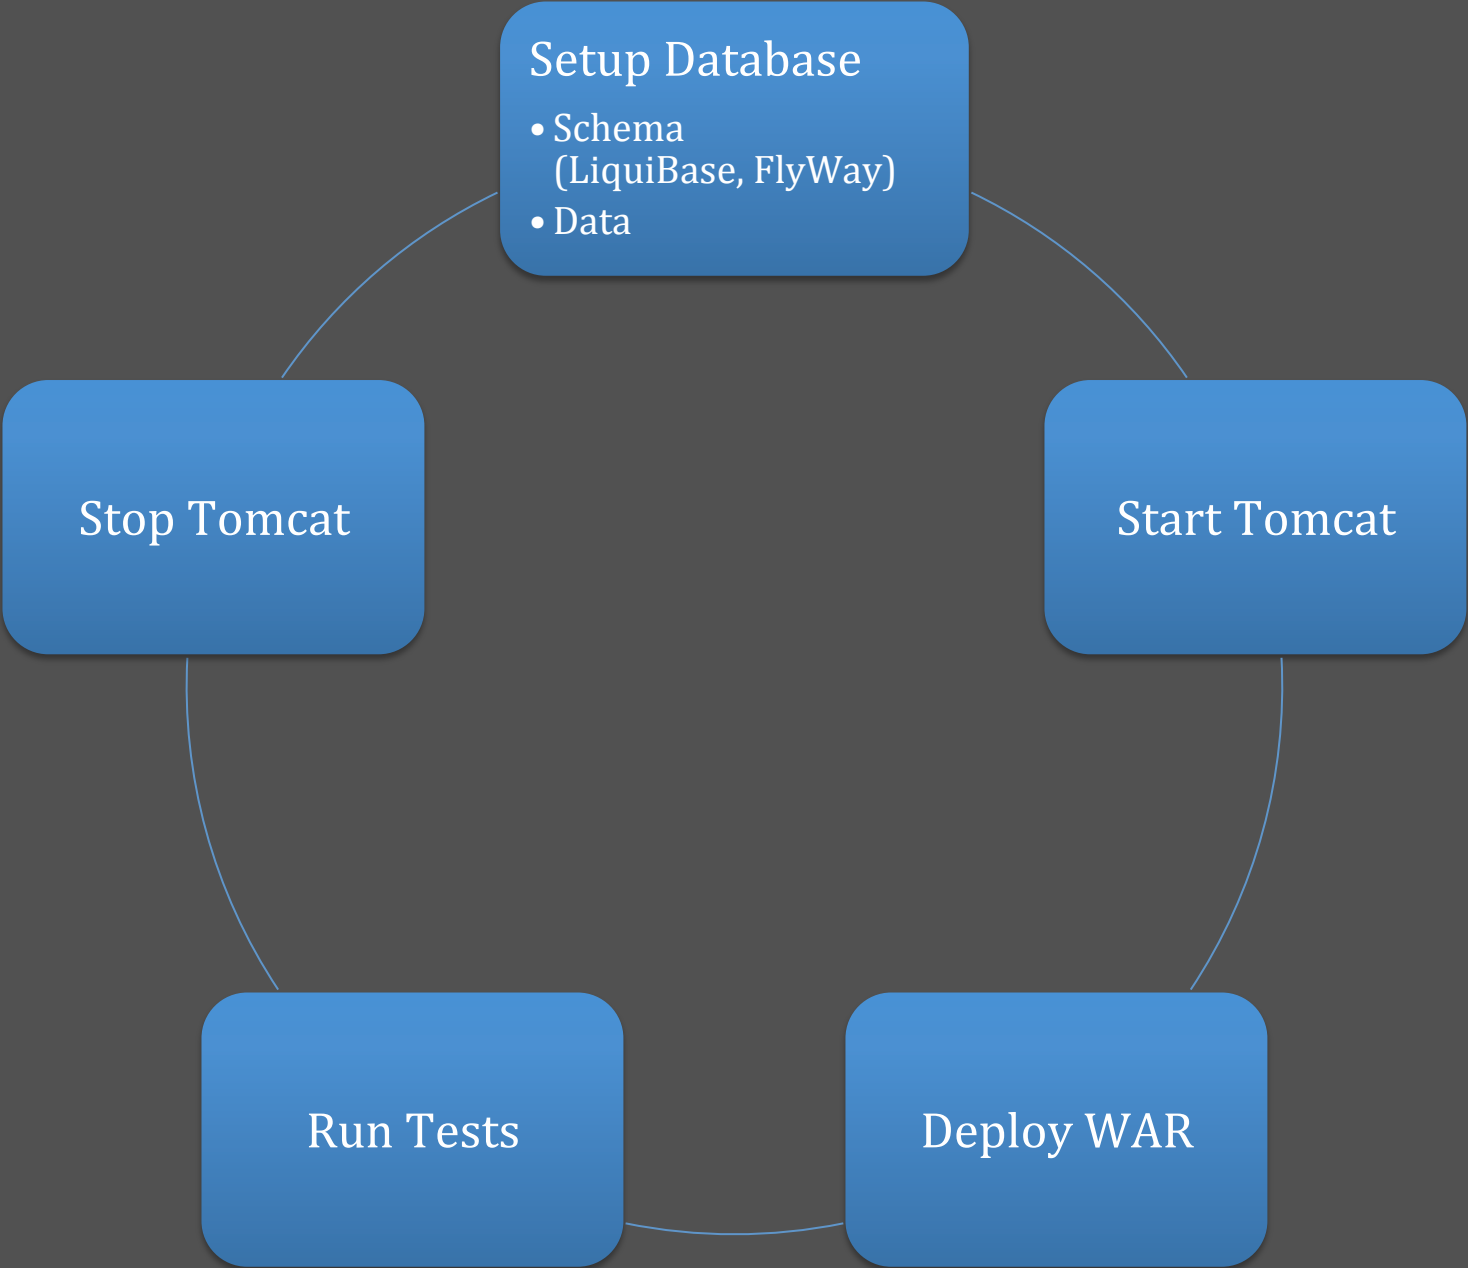 Setup Database
• Schema
(LiquiBase, FlyWay)
• Data
Start Tomcat
Deploy WAR
Run Tests
Stop Tomcat